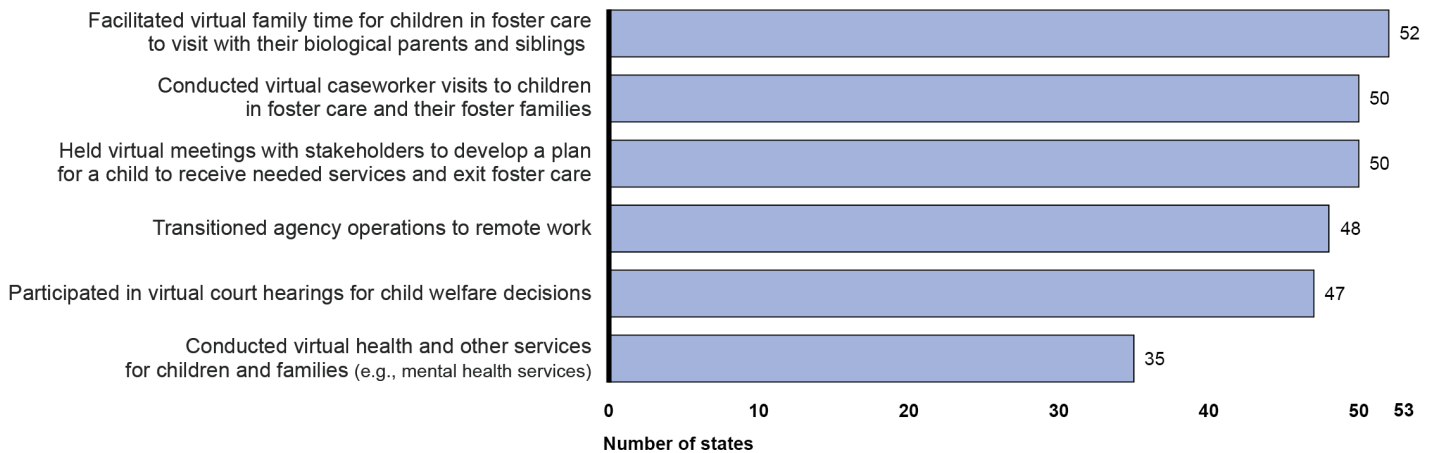 Facilitated virtual family time for children in foster care
to visit with their biological parents and siblings
52
Conducted virtual caseworker visits to children
in foster care and their foster families
50
Held virtual meetings with stakeholders to develop a plan
for a child to receive needed services and exit foster care
50
Transitioned agency operations to remote work
48
Participated in virtual court hearings for child welfare decisions
47
Conducted virtual health and other services
for children and families (e.g., mental health services)
35
0 10 20 30 40 50 53
Number of states